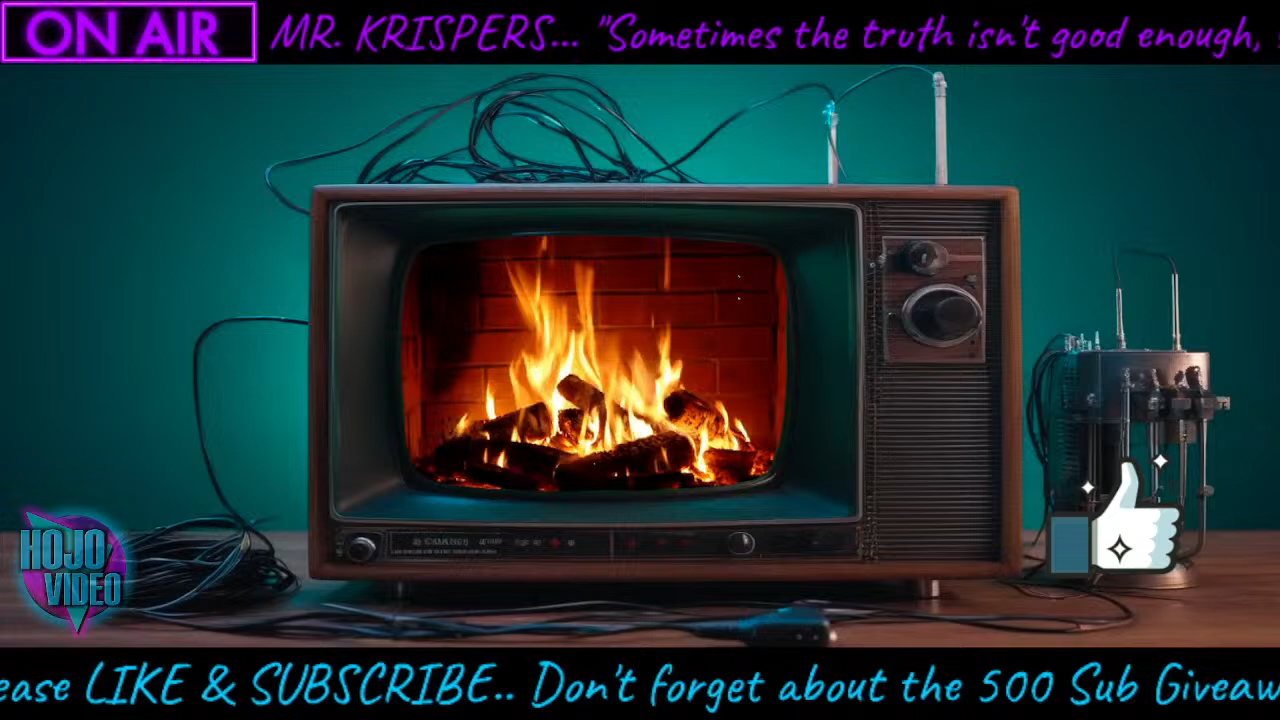 ON AIR
MR. KRISPERS... "Sometimes the truth isn't good enough,
HOJO
VIDEO
ease LIKE & SUBSCRIBE.. Don't forget about the 500 Sub Giveaw